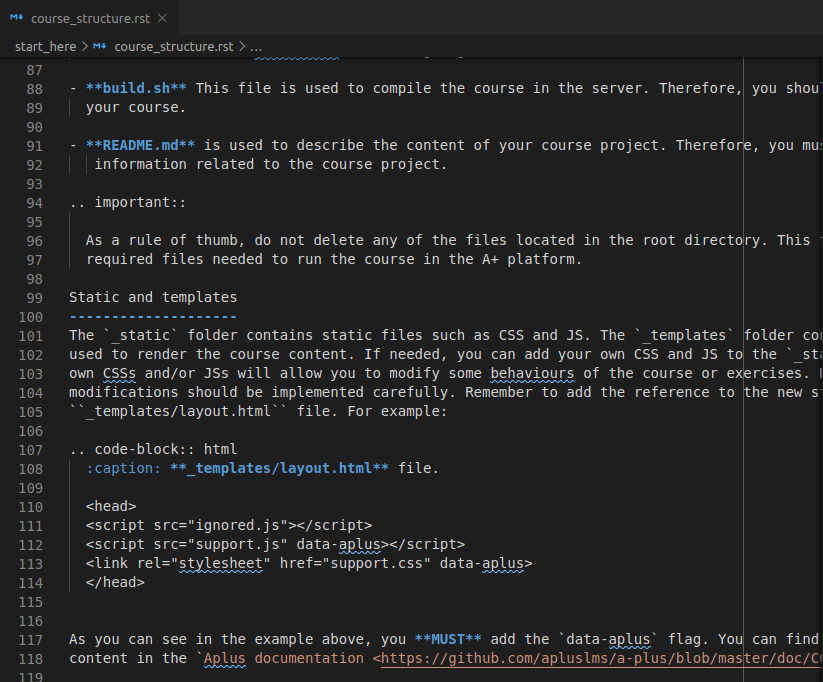 course_structure.rst
start_here > course_structure.rst > ...
87
88 - **build.sh** This file is used to compile the course in the server. Therefore, you
89 your course.
90
91 - **README.md** is used to describe the content of your course project. Therefore, you
92 information related to the course project.
93
94 .. important::
95
96 As a rule of thumb, do not delete any of the files located in the root directory. This
97 required files needed to run the course in the A+ platform.
98
99 Static and templates
100 --------------------
101 The `_static` folder contains static files such as CSS and JS. The `_templates` folder
102 used to render the course content. If needed, you can add your own CSS and JS to the
103 own CSSs and/or JSs will allow you to modify some behaviours of the course or exercises.
104 modifications should be implemented carefully. Remember to add the reference to the new
105 ``_templates/layout.html`` file. For example:
106
107 .. code-block:: html
108 :caption: **_templates/layout.html** file.
109
110 <head>
111 <script src="ignored.js"></script>
112 <script src="support.js" data-aplus></script>
113 <link rel="stylesheet" href="support.css" data-aplus>
114 </head>
115
116
117 As you can see in the example above, you **MUST** add the `data-aplus` flag. You can find
118 content in the `Aplus documentation <https://github.com/apluslms/a-plus/blob/master/doc/
119